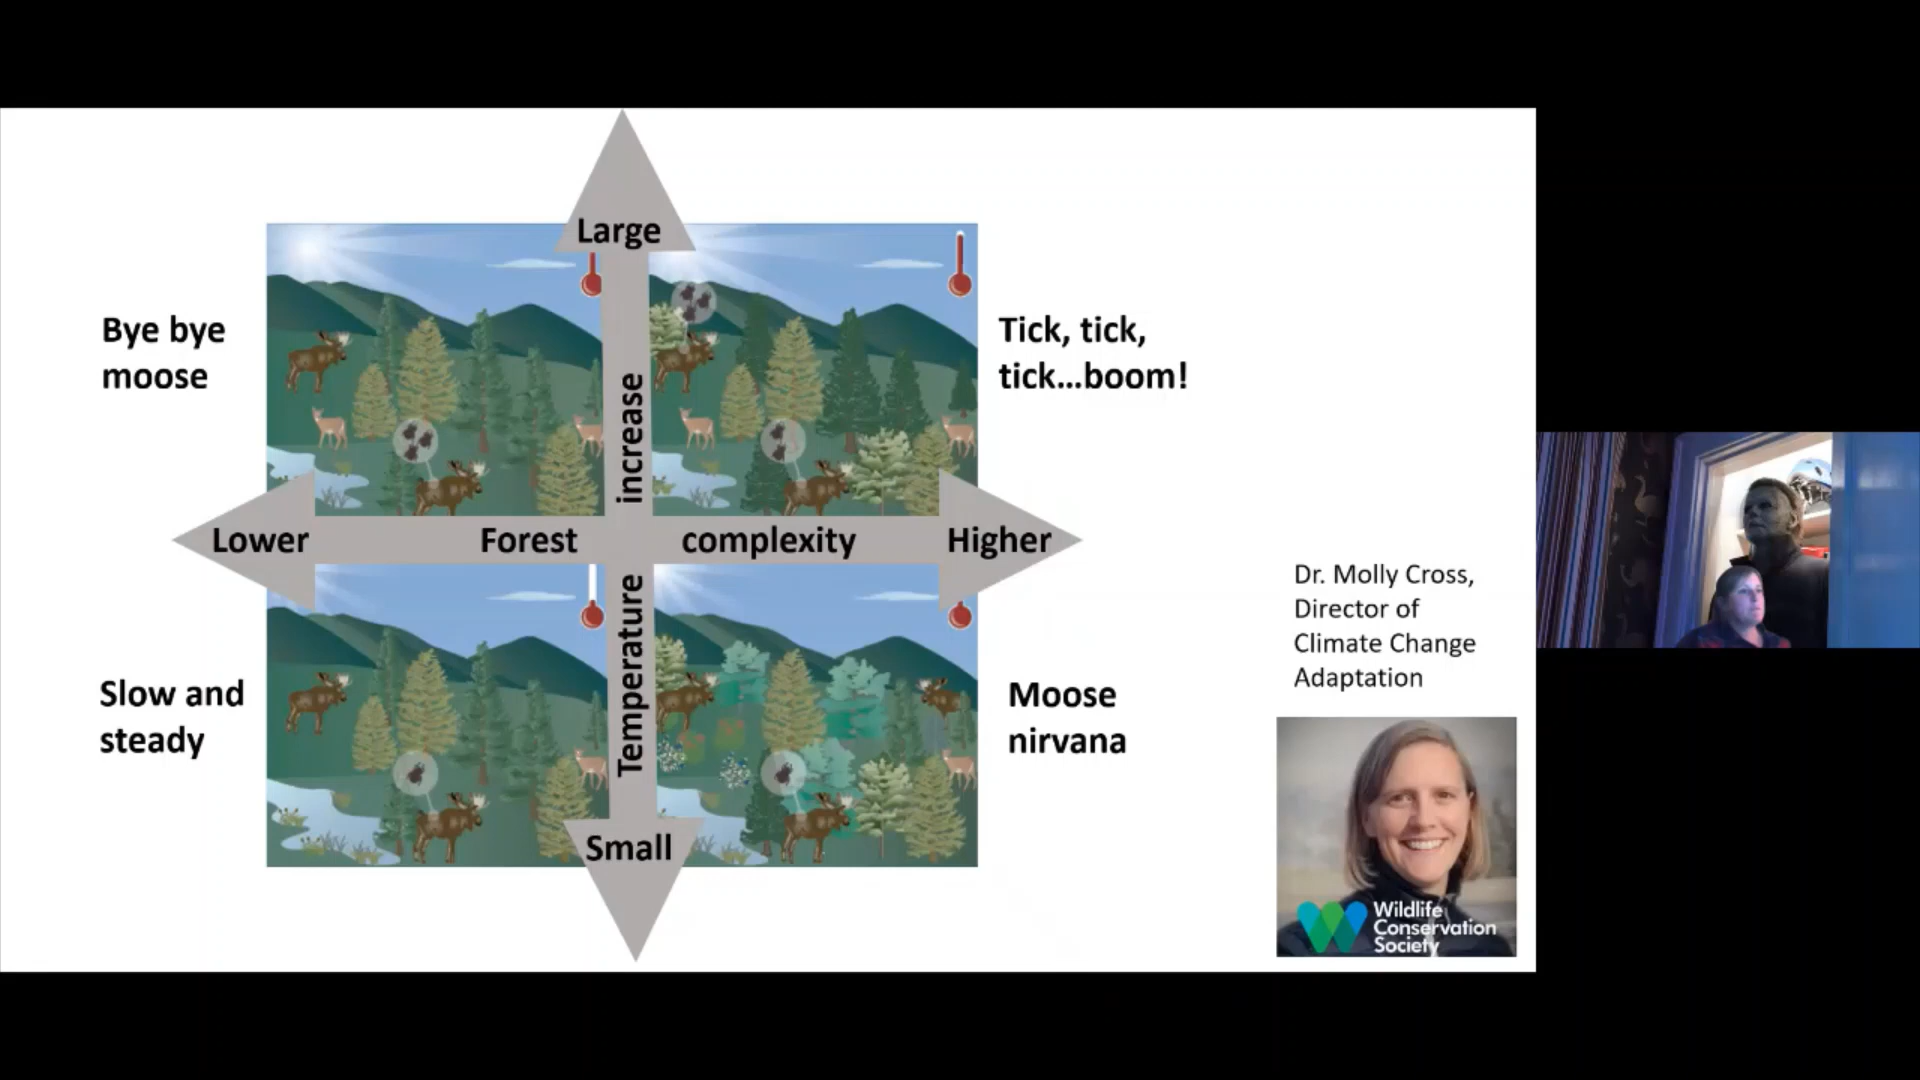 Large
Bye bye
moose
Tick, tick,
tick...boom!
increase
Lower
Forest
complexity
Higher
Temperature
Slow and
steady
Moose
nirvana
Small
Dr. Molly Cross,
Director of
Climate Change
Adaptation
Wildlife
Conservation
Society